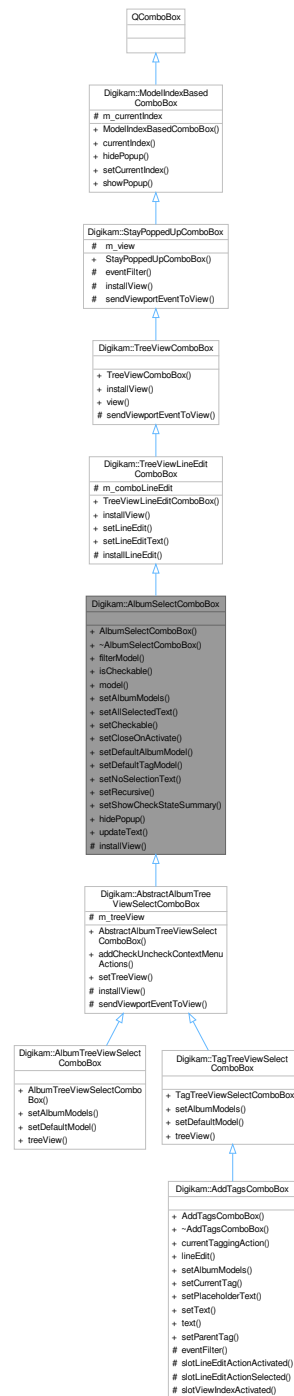 QComboBox
Digikam::ModelIndexBased
ComboBox
# m_currentIndex
+ ModelIndexBasedComboBox()
+ currentIndex()
+ hidePopup()
+ setCurrentIndex()
+ showPopup()
Digikam::StayPoppedUpComboBox
# m_view
+ StayPoppedUpComboBox()
# eventFilter()
# installView()
# sendViewportEventToView()
Digikam::TreeViewComboBox
+ TreeViewComboBox()
+ installView()
+ view()
# sendViewportEventToView()
Digikam::TreeViewLineEdit
ComboBox
# m_comboLineEdit
+ TreeViewLineEditComboBox()
+ installView()
+ setLineEdit()
+ setLineEditText()
# installLineEdit()
Digikam::AlbumSelectComboBox
+ AlbumSelectComboBox()
+ ~AlbumSelectComboBox()
+ filterModel()
+ isCheckable()
+ model()
+ setAlbumModels()
+ setAllSelectedText()
+ setCheckable()
+ setCloseOnActivate()
+ setDefaultAlbumModel()
+ setDefaultTagModel()
+ setNoSelectionText()
+ setRecursive()
+ setShowCheckStateSummary()
+ hidePopup()
+ updateText()
# installView()
Digikam::AbstractAlbumTree
ViewSelectComboBox
# m_treeView
+ AbstractAlbumTreeViewSelect
ComboBox()
+ addCheckUncheckContextMenu
Actions()
+ setTreeView()
# installView()
# sendViewportEventToView()
Digikam::AlbumTreeViewSelect
ComboBox
+ AlbumTreeViewSelectCombo
Box()
+ setAlbumModels()
+ setDefaultModel()
+ treeView()
Digikam::TagTreeViewSelect
ComboBox
+ TagTreeViewSelectComboBox
+ setAlbumModels()
+ setDefaultModel()
+ treeView()
Digikam::AddTagsComboBox
+ AddTagsComboBox()
+ ~AddTagsComboBox()
+ currentTaggingAction()
+ lineEdit()
+ setAlbumModels()
+ setCurrentTag()
+ setPlaceholderText()
+ setText()
+ text()
+ setParentTag()
# eventFilter()
# slotLineEditActionActivated()
# slotLineEditActionSelected()
# slotViewIndexActivated()